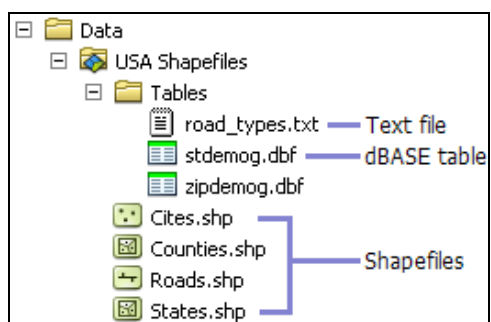 Data
USA Shapefiles
Tables
road_types.txt Text file
stdemog.dbf dBASE table
zipdemog.dbf
Cites.shp
Counties.shp
Shapefiles
Roads.shp
States.shp